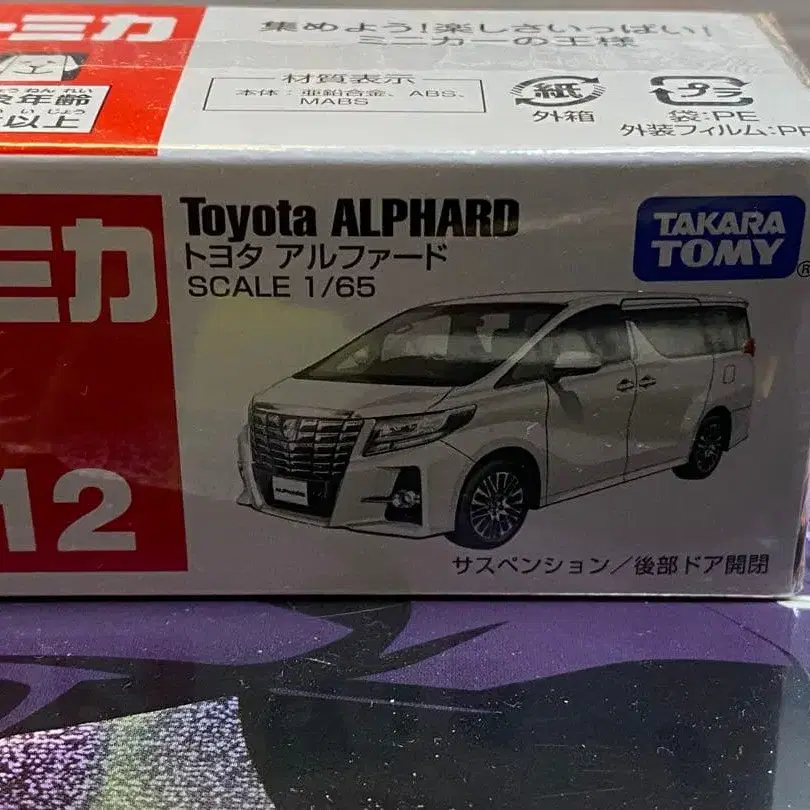 ミカ
集めよう!楽しさいっぱい!
ミニカーの王様
材質表示
本体:亜鉛合金、ABS、
MABS
紙
外箱
プラ
袋:PE
外装フィルム:PP
年齢
以上
ミカ
Toyota ALPHARD
トヨタ アルファード
SCALE 1/65
TAKARA
TOMY
®
ALPHARD
12
サスペンション/後部ドア開閉